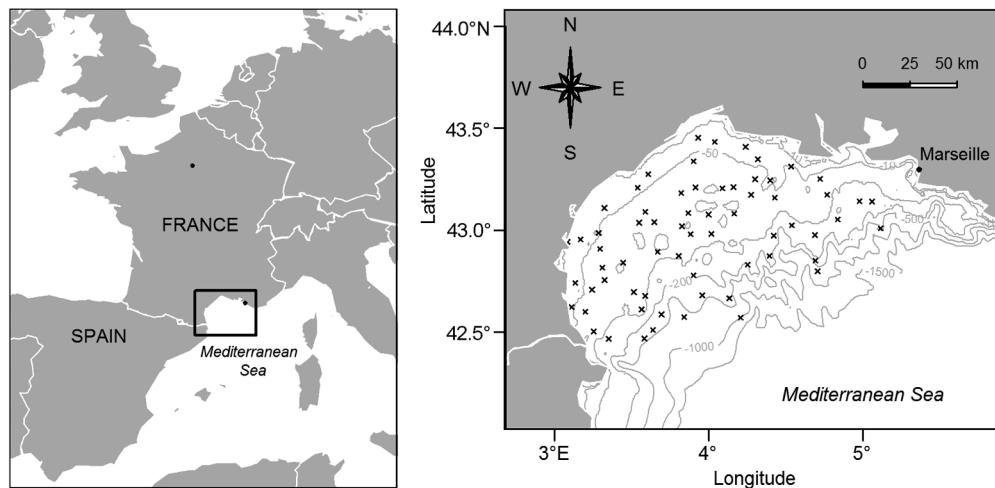 FRANCE
SPAIN
Mediterranean
Sea
44.0°N
43.5°
43.0°
42.5°
Latitude
N
W
E
S
0 25 50 km
Marseille
-10
-50
-500
-200
-1500
-1000
Mediterranean Sea
3°E 4° 5°
Longitude